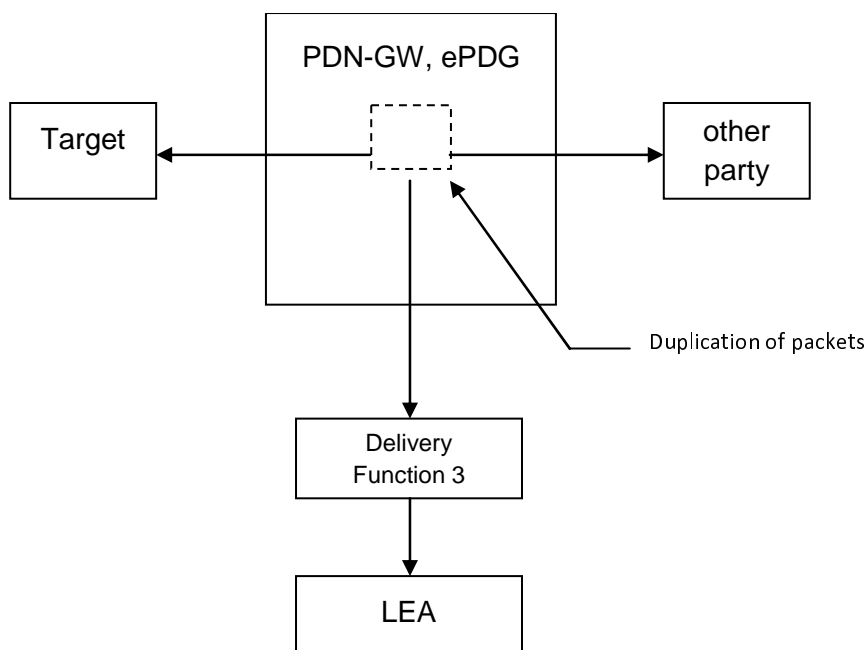 PDN-GW, ePDG
Target
other
party
Duplication of packets
Delivery
Function 3
LEA